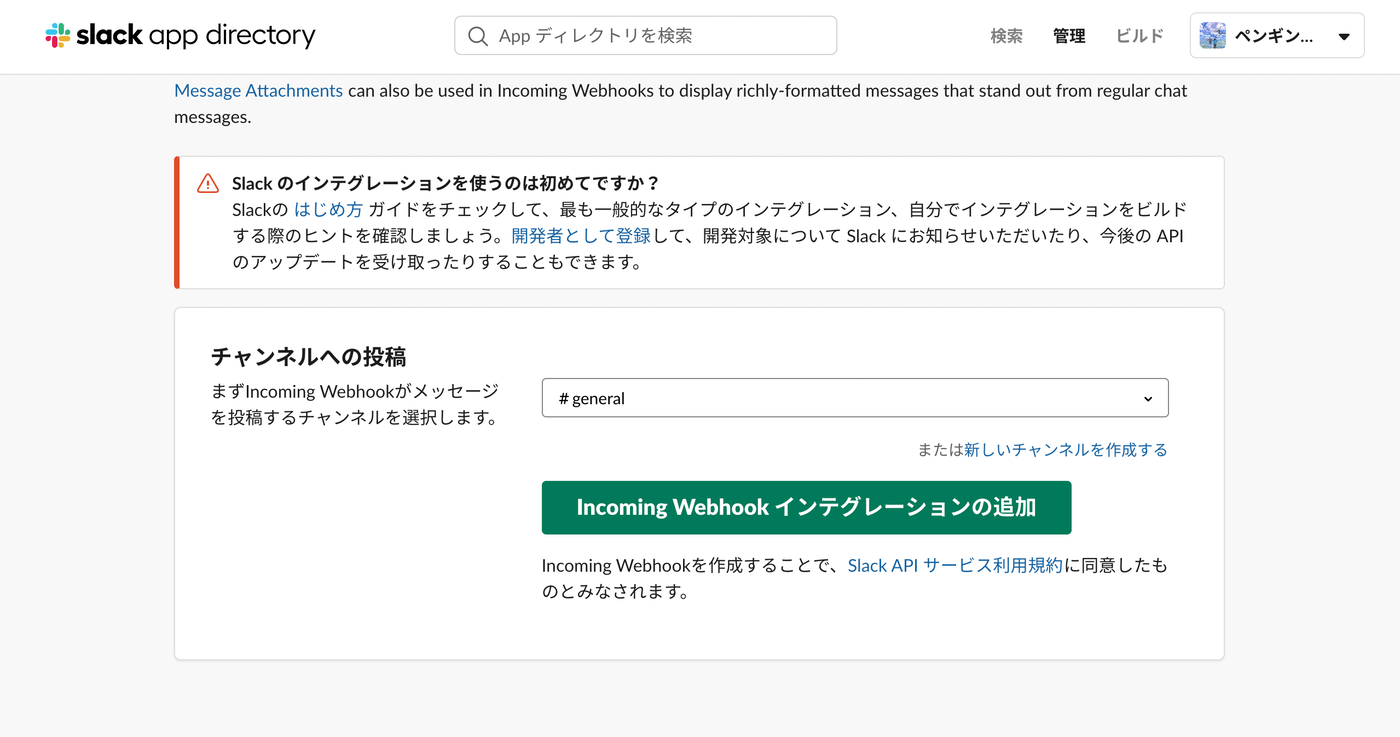 slack app directory
App ディレクトリを検索
検索
管理
ビルド
ペンギン...
Message Attachments can also be used in Incoming Webhooks to display richly-formatted messages that stand out from regular chat
messages.
Slack のインテグレーションを使うのは初めてですか？
Slackの はじめ方 ガイドをチェックして、最も一般的なタイプのインテグレーション、自分でインテグレーションをビルド
する際のヒントを確認しましょう。開発者として登録して、開発対象について Slack にお知らせいただいたり、今後の API
のアップデートを受け取ったりすることもできます。
チャンネルへの投稿
まずIncoming Webhookがメッセージ
を投稿するチャンネルを選択します。
# general
または新しいチャンネルを作成する
Incoming Webhook インテグレーションの追加
Incoming Webhookを作成することで、Slack API サービス利用規約に同意したも
のとみなされます。